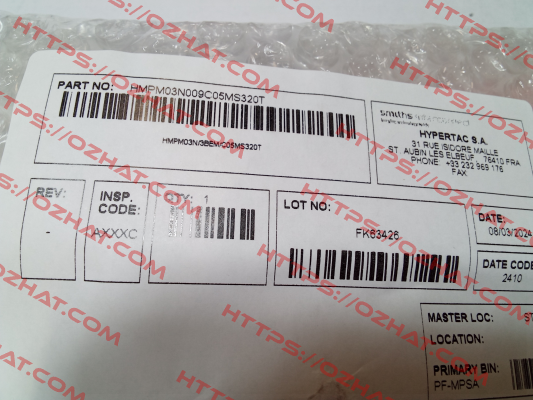 PART NO: HMPM03N009C05MS320T
HMPM03N/3BEM/C05MS320T
smiths interconnect
HYPERTAC S.A.
31 RUE ISIDORE MAILLE
ST. AUBIN LES ELBEUF, 76410 FRA
PHONE +33 232 969 176
FAX
REV:
-
INSP. CODE:
AXXXC
QTY: 1
LOT NO:
FK63426
DATE:
08/03/2024
DATE CODE
2410
MASTER LOC: ST
LOCATION:
PRIMARY BIN:
PF-MPSA
HTTPS://OZHAT.COM